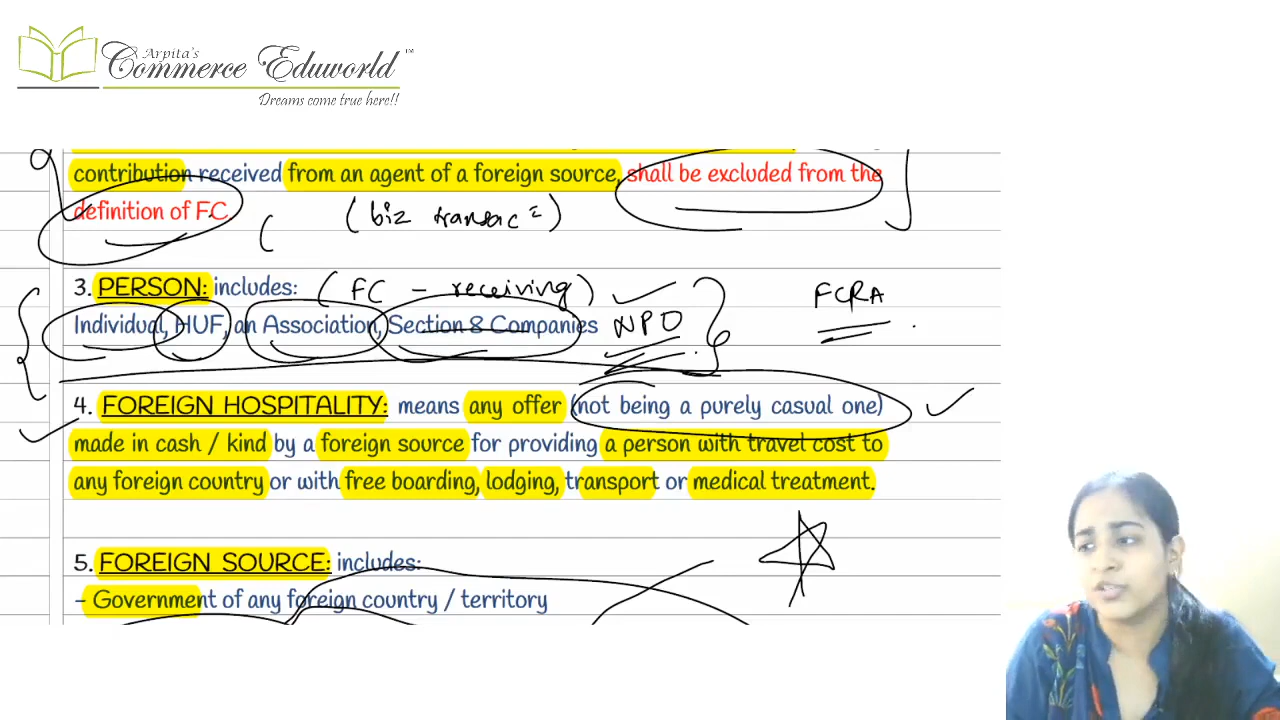 Arpita's
Commerce Eduworld™
Dreams come true here!!
contribution received from an agent of a foreign source, shall be excluded from the
definition of FC
( (biz transac=)
3. PERSON: includes: (FC - receiving)
FCRA
Individual, HUF, an Association, Section 8 Companies NPO
4. FOREIGN HOSPITALITY: means any offer (not being a purely casual one)
made in cash / kind by a foreign source for providing a person with travel cost to
any foreign country or with free boarding, lodging, transport or medical treatment.
5. FOREIGN SOURCE: includes:
- Government of any foreign country / territory